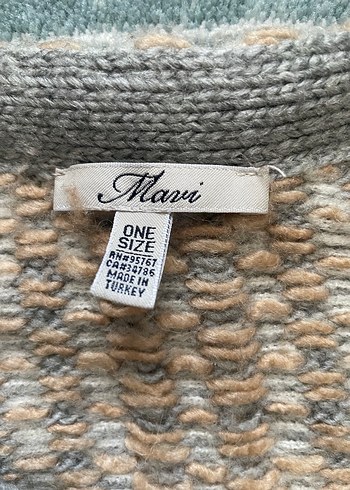 Mavi
ONE
SIZE
RN#95767
CA#34786
MADE IN
TURKEY